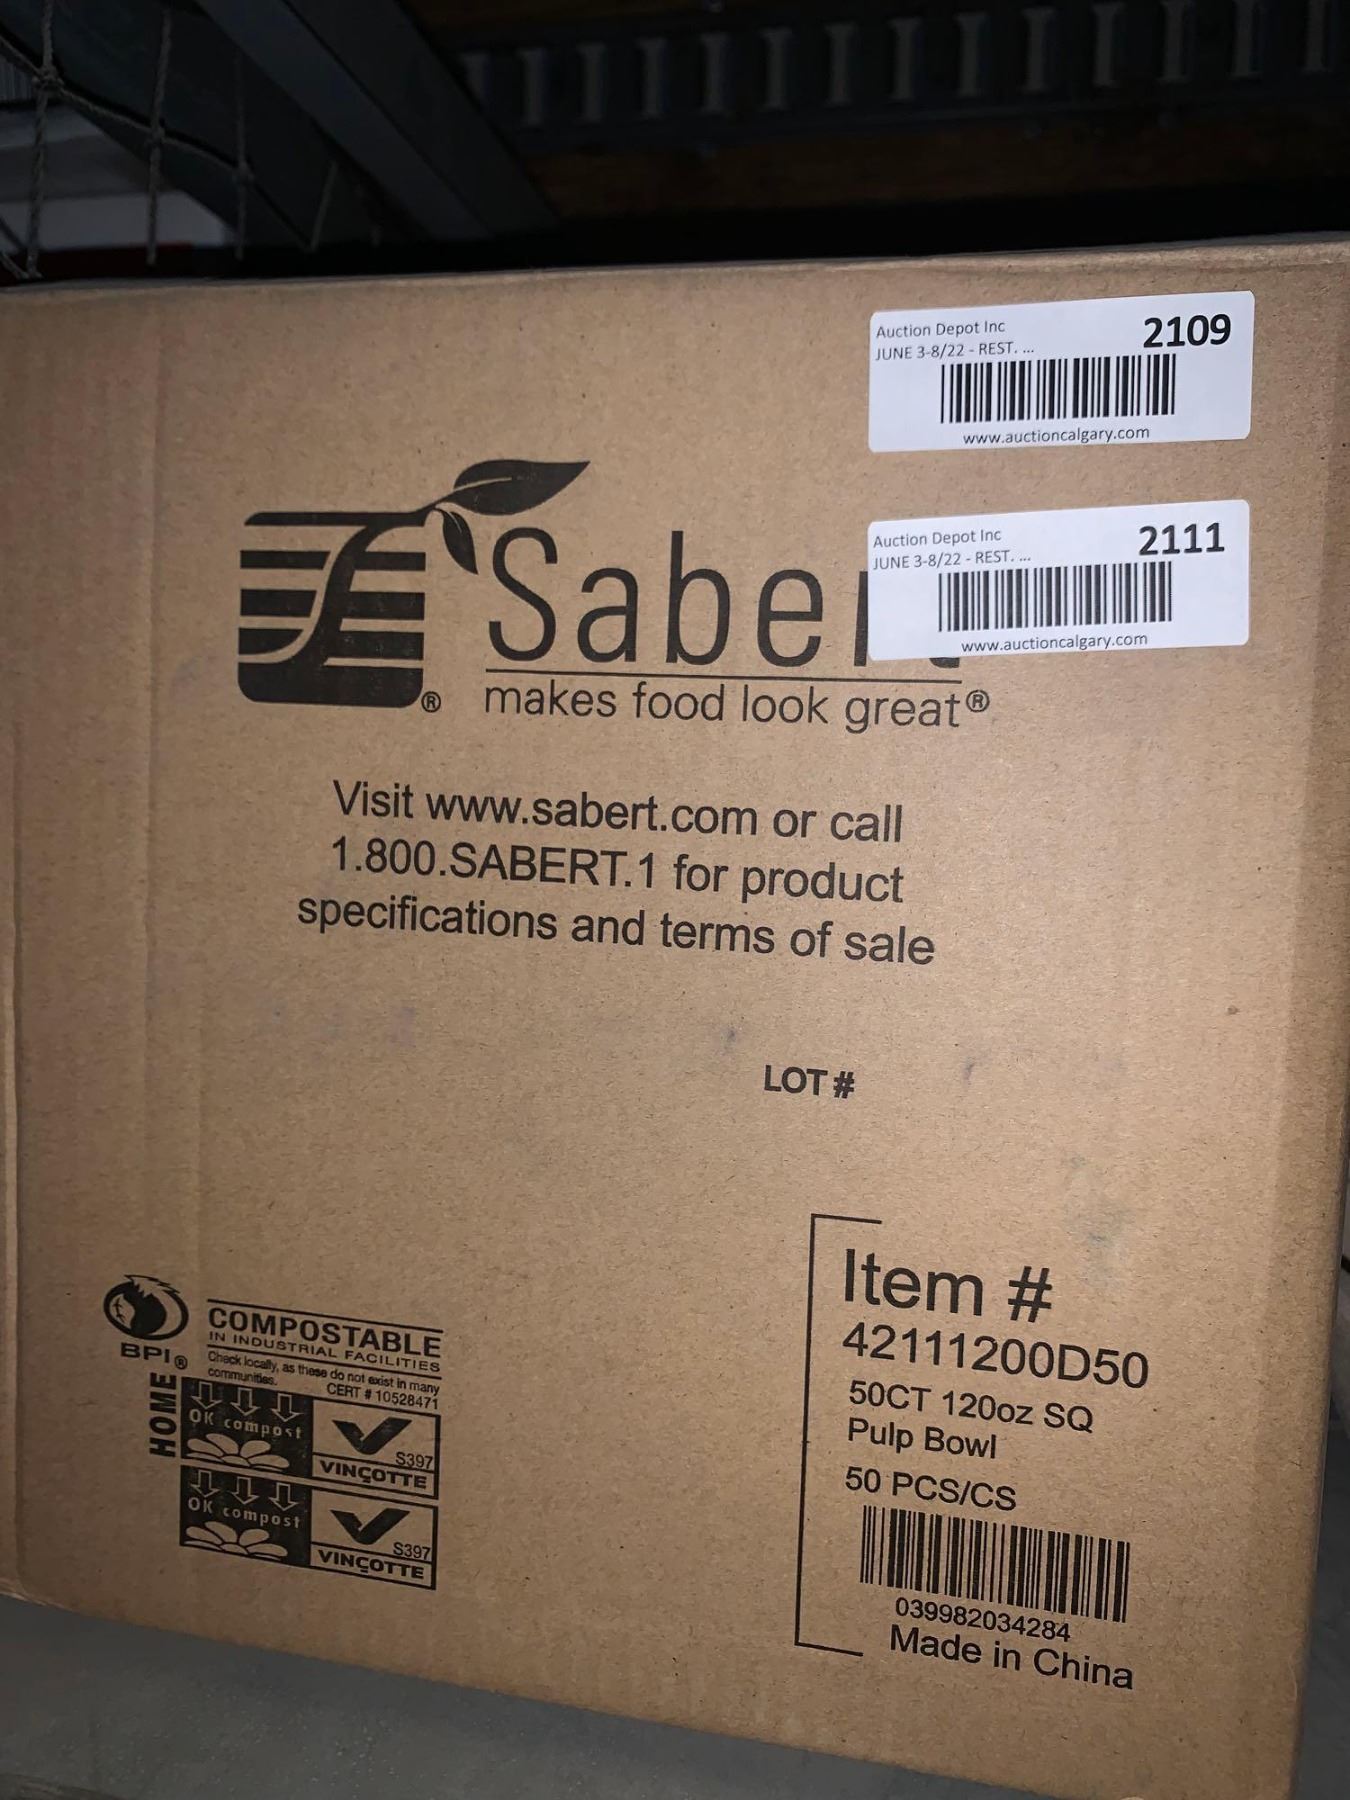 Auction Depot Inc
2109
JUNE 3-8/22 - REST. ...
www.auctioncalgary.com
Auction Depot Inc
2111
JUNE 3-8/22 - REST. ...
www.auctioncalgary.com
Sabert
®
makes food look great®
Visit www.sabert.com or call
1.800.SABERT.1 for product
specifications and terms of sale
LOT #
BPI®
COMPOSTABLE
IN INDUSTRIAL FACILITIES
Check locally, as these do not exist in many
communities.
CERT # 10528471
HOME
OK compost
S397
VINÇOTTE
OK compost
S397
VINÇOTTE
Item #
42111200D50
50CT 120oz SQ
Pulp Bowl
50 PCS/CS
039982034284
Made in China